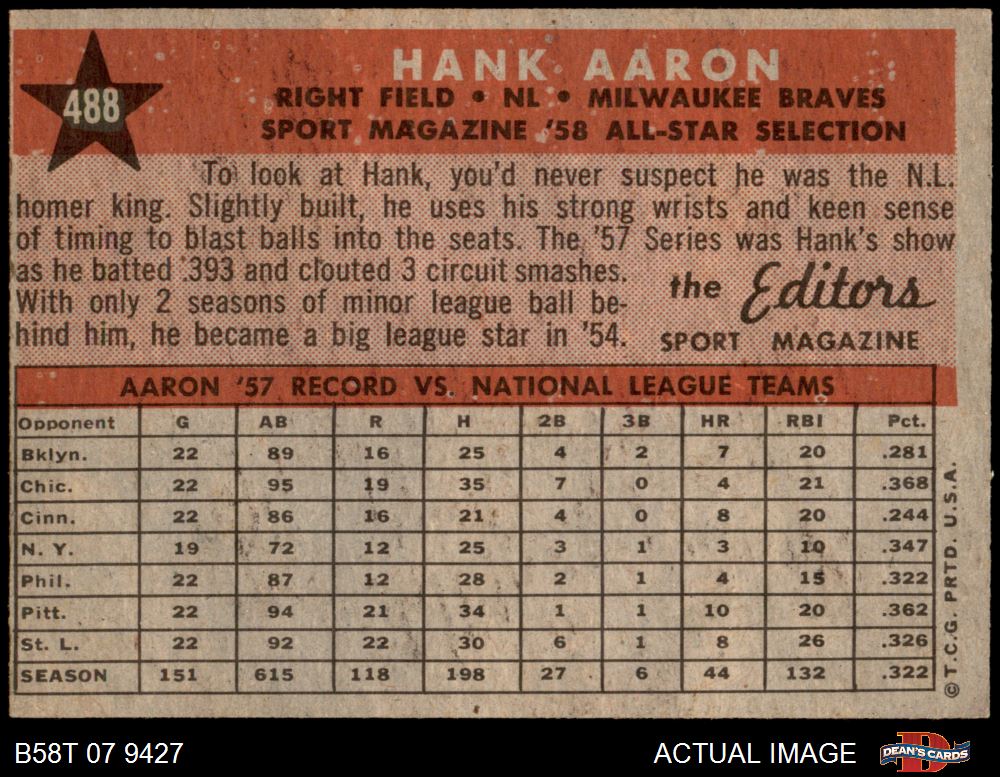 488
HANK AARON
RIGHT FIELD • NL • MILWAUKEE BRAVES
SPORT MAGAZINE '58 ALL-STAR SELECTION
To look at Hank, you'd never suspect he was the N.L.
homer king. Slightly built, he uses his strong wrists and keen sense
of timing to blast balls into the seats. The '57 Series was Hank's show
as he batted .393 and clouted 3 circuit smashes.
With only 2 seasons of minor league ball be-
hind him, he became a big league star in '54.
the Editors
SPORT MAGAZINE
AARON '57 RECORD VS. NATIONAL LEAGUE TEAMS
Opponent G AB R H 2B 3B HR RBI Pct.
Bklyn. 22 89 16 25 4 2 7 20 .281
Chic. 22 95 19 35 7 0 4 21 .368
Cinn. 22 86 16 21 4 0 8 20 .244
N. Y. 19 72 12 25 3 1 3 10 .347
Phil. 22 87 12 28 2 1 4 15 .322
Pitt. 22 94 21 34 1 1 10 20 .362
St. L. 22 92 22 30 6 1 8 26 .326
SEASON 151 615 118 198 27 6 44 132 .322
© T.C.G. PRTD. U.S.A.
B58T 07 9427
ACTUAL IMAGE
DEAN'S CARDS